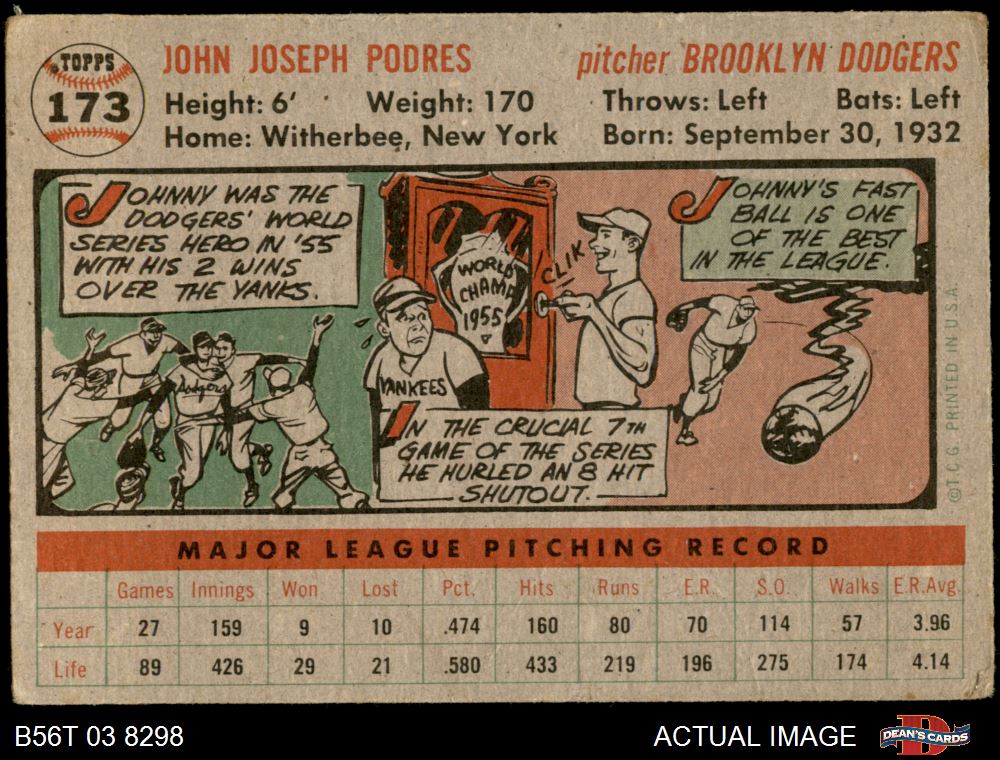 TOPPS
173
JOHN JOSEPH PODRES
pitcher BROOKLYN DODGERS
Height: 6' Weight: 170 Throws: Left Bats: Left
Home: Witherbee, New York Born: September 30, 1932
JOHNNY WAS THE
DODGERS' WORLD
SERIES HERO IN '55
WITH HIS 2 WINS
OVER THE YANKS.
Dodgers
WORLD
CHAMP
1955
CLIK
YANKEES
IN THE CRUCIAL 7TH
GAME OF THE SERIES
HE HURLED AN 8 HIT
SHUTOUT.
JOHNNY'S FAST
BALL IS ONE
OF THE BEST
IN THE LEAGUE.
©T.C.G. PRINTED IN U.S.A.
MAJOR LEAGUE PITCHING RECORD
Games Innings Won Lost Pct. Hits Runs E.R. S.O. Walks E.R.Avg.
Year 27 159 9 10 .474 160 80 70 114 57 3.96
Life 89 426 29 21 .580 433 219 196 275 174 4.14
B56T 03 8298
ACTUAL IMAGE
D
DEAN'S CARDS